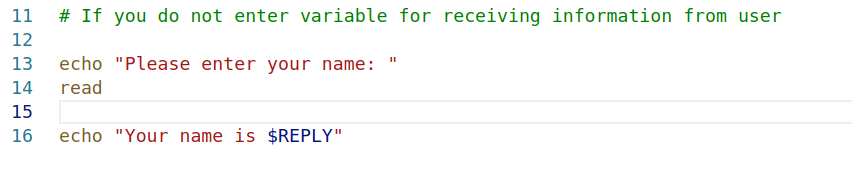 11 # If you do not enter variable for receiving information from user
12
13 echo "Please enter your name: "
14 read
15
16 echo "Your name is $REPLY"